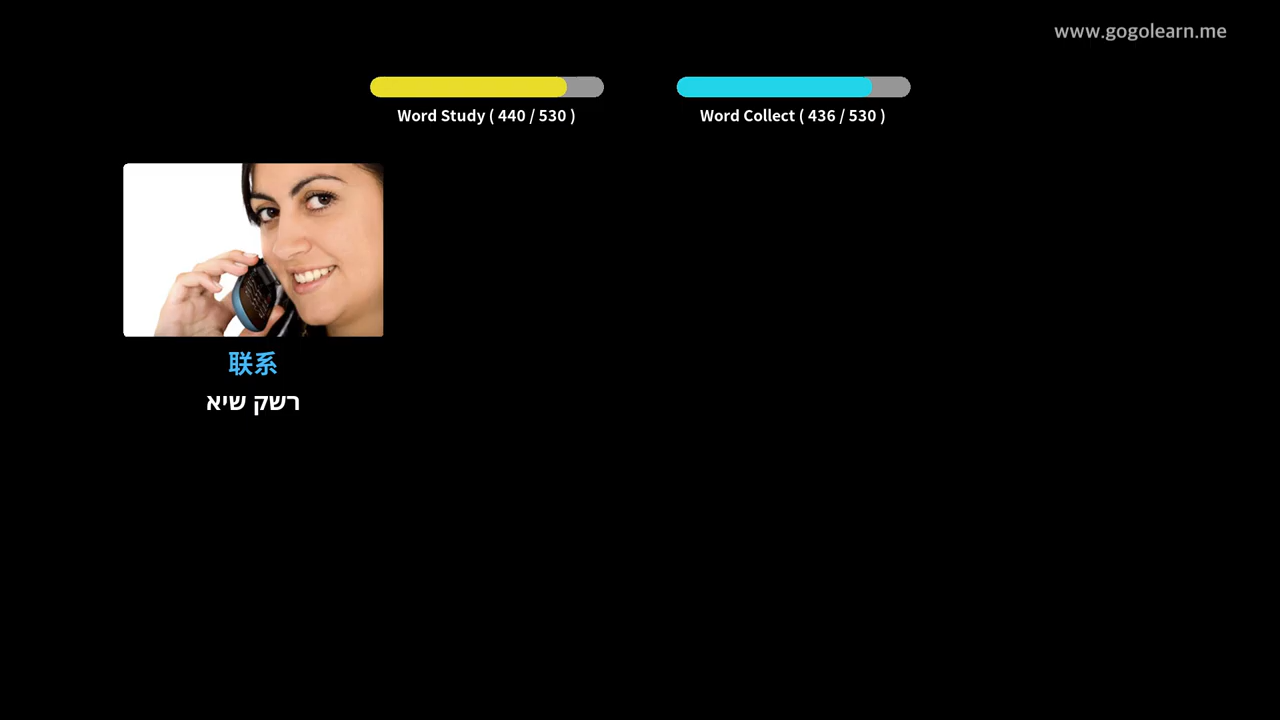 www.gogolearn.me
Word Study ( 440 / 530 )
Word Collect ( 436 / 530 )
联系
רשק שיא